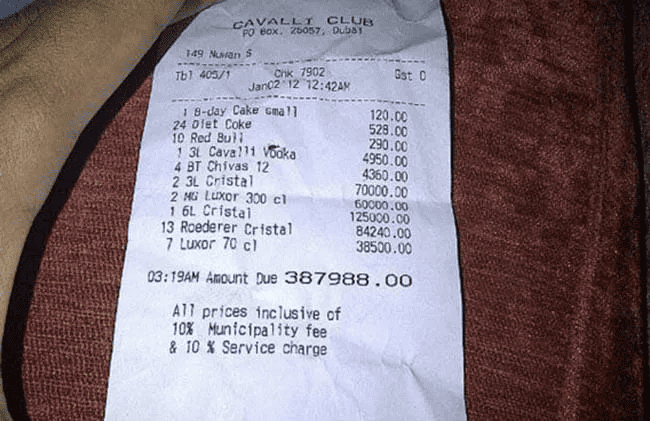 CAVALLI CLUB
PO Box. 26057, Dubai
149 Nuwan S
Tbl 405/1 Chk 7902 Gst 0
Jan02'12 12:42AM
1 B-day Cake small 120.00
24 Diet Coke 528.00
10 Red Bull 290.00
1 3L Cavalli Vodka 4950.00
4 BT Chivas 12 4360.00
2 3L Cristal 70000.00
2 MG Luxor 300 cl 60000.00
1 6L Cristal 125000.00
13 Roederer Cristal 84240.00
7 Luxor 70 cl 38500.00
03:19AM Amount Due 387988.00
All prices inclusive of
10% Municipality fee
& 10 % Service charge